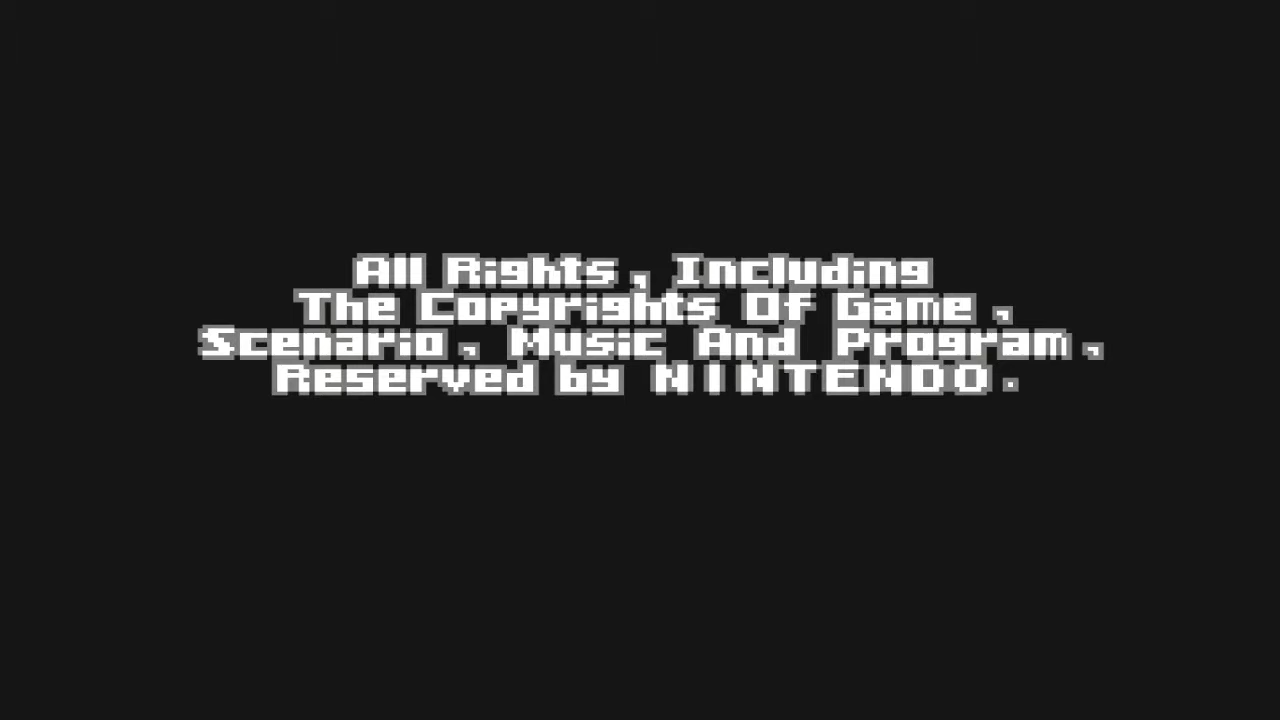 All Rights, Including
The Copyrights Of Game,
Scenario, Music And Program,
Reserved by NINTENDO.